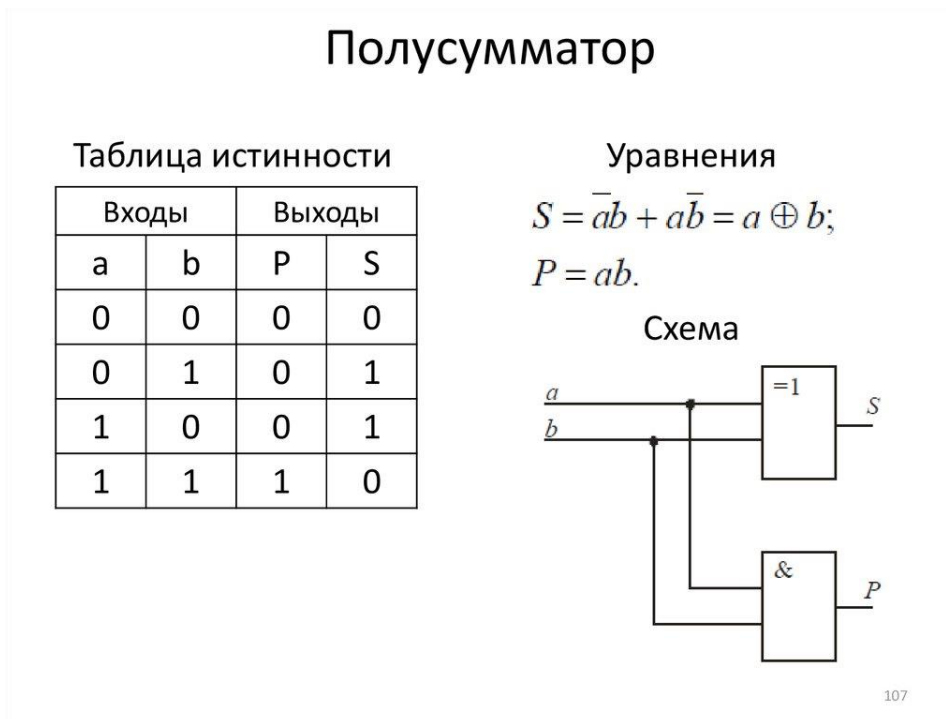 Полусумматор
Таблица истинности
Входы Выходы
a b P S
0 0 0 0
0 1 0 1
1 0 0 1
1 1 1 0
Уравнения
S = a̅b + ab̅ = a ⊕ b;
P = ab.
Схема
a
b
=1
S
&
P
107